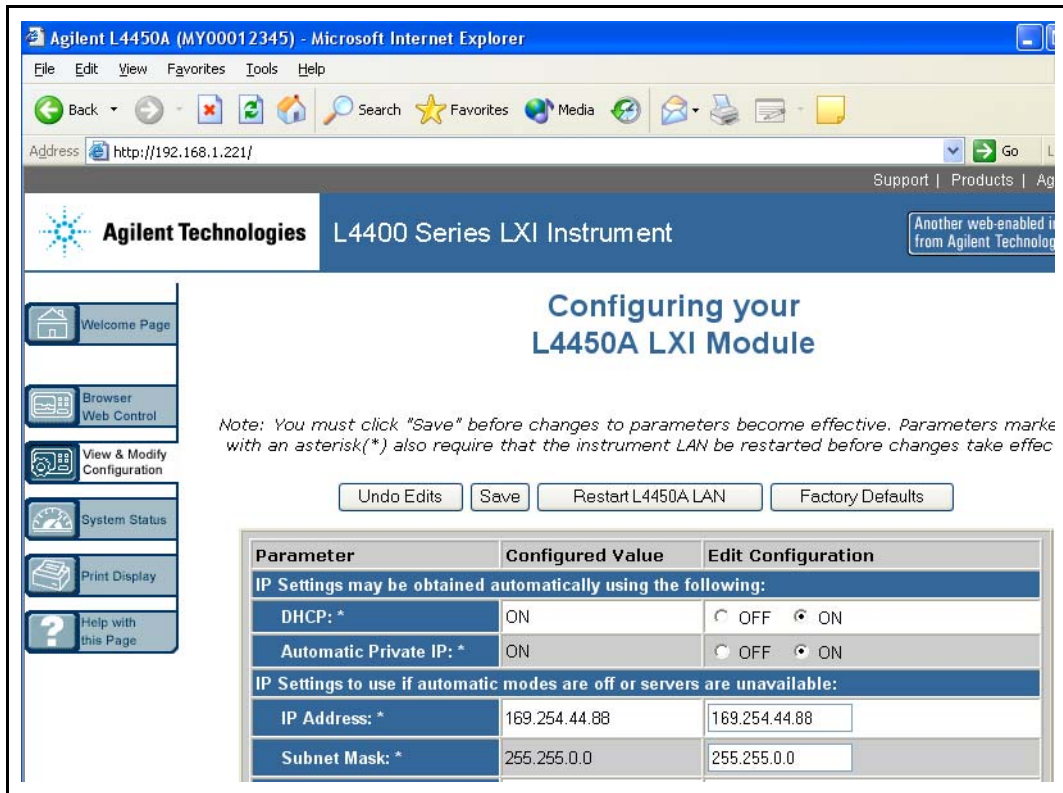 Agilent L4450A (MY00012345) - Microsoft Internet Explorer
File Edit View Favorites Tools Help
Back Search Favorites Media
Address http://192.168.1.221/ Go L
Support | Products | Ag
Agilent Technologies L4400 Series LXI Instrument
Another web-enabled i
from Agilent Technolog
Configuring your
L4450A LXI Module
Welcome Page
Browser
Web Control
View & Modify
Configuration
System Status
Print Display
? Help with
this Page
Note: You must click "Save" before changes to parameters become effective. Parameters marke
with an asterisk(*) also require that the instrument LAN be restarted before changes take effec
Undo Edits Save Restart L4450A LAN Factory Defaults
Parameter Configured Value Edit Configuration
IP Settings may be obtained automatically using the following:
DHCP: * ON OFF ON
Automatic Private IP: * ON OFF ON
IP Settings to use if automatic modes are off or servers are unavailable:
IP Address: * 169.254.44.88 169.254.44.88
Subnet Mask: * 255.255.0.0 255.255.0.0